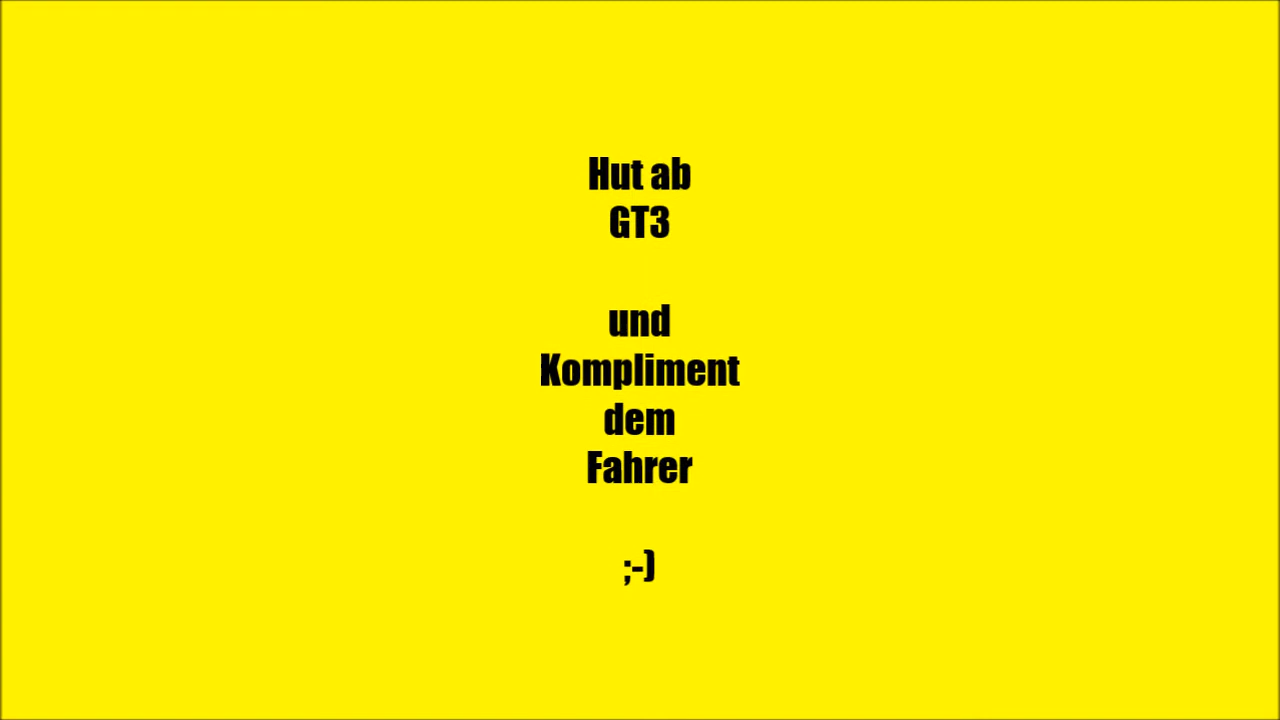 Hut ab
GT3
und
Kompliment
dem
Fahrer
;-)